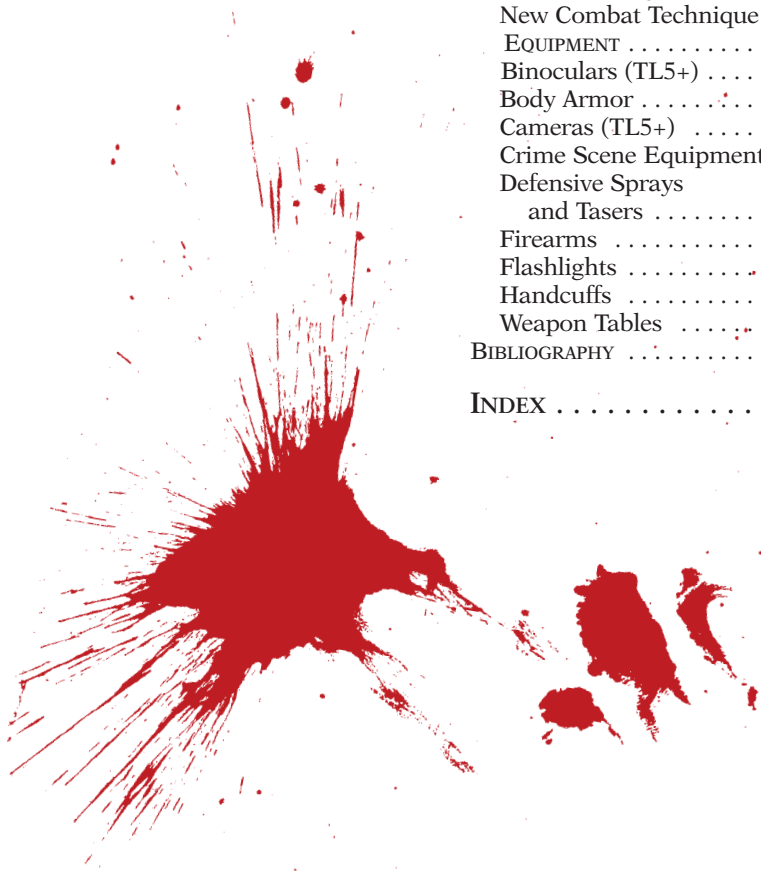 New Combat Technique
EQUIPMENT . . . . . . . . . .
Binoculars (TL5+) . . . .
Body Armor . . . . . . . . .
Cameras (TL5+) . . . . .
Crime Scene Equipment
Defensive Sprays
and Tasers . . . . . . . .
Firearms . . . . . . . . . . .
Flashlights . . . . . . . . . .
Handcuffs . . . . . . . . . .
Weapon Tables . . . . . .
BIBLIOGRAPHY . . . . . . . . . .
INDEX . . . . . . . . . . . .